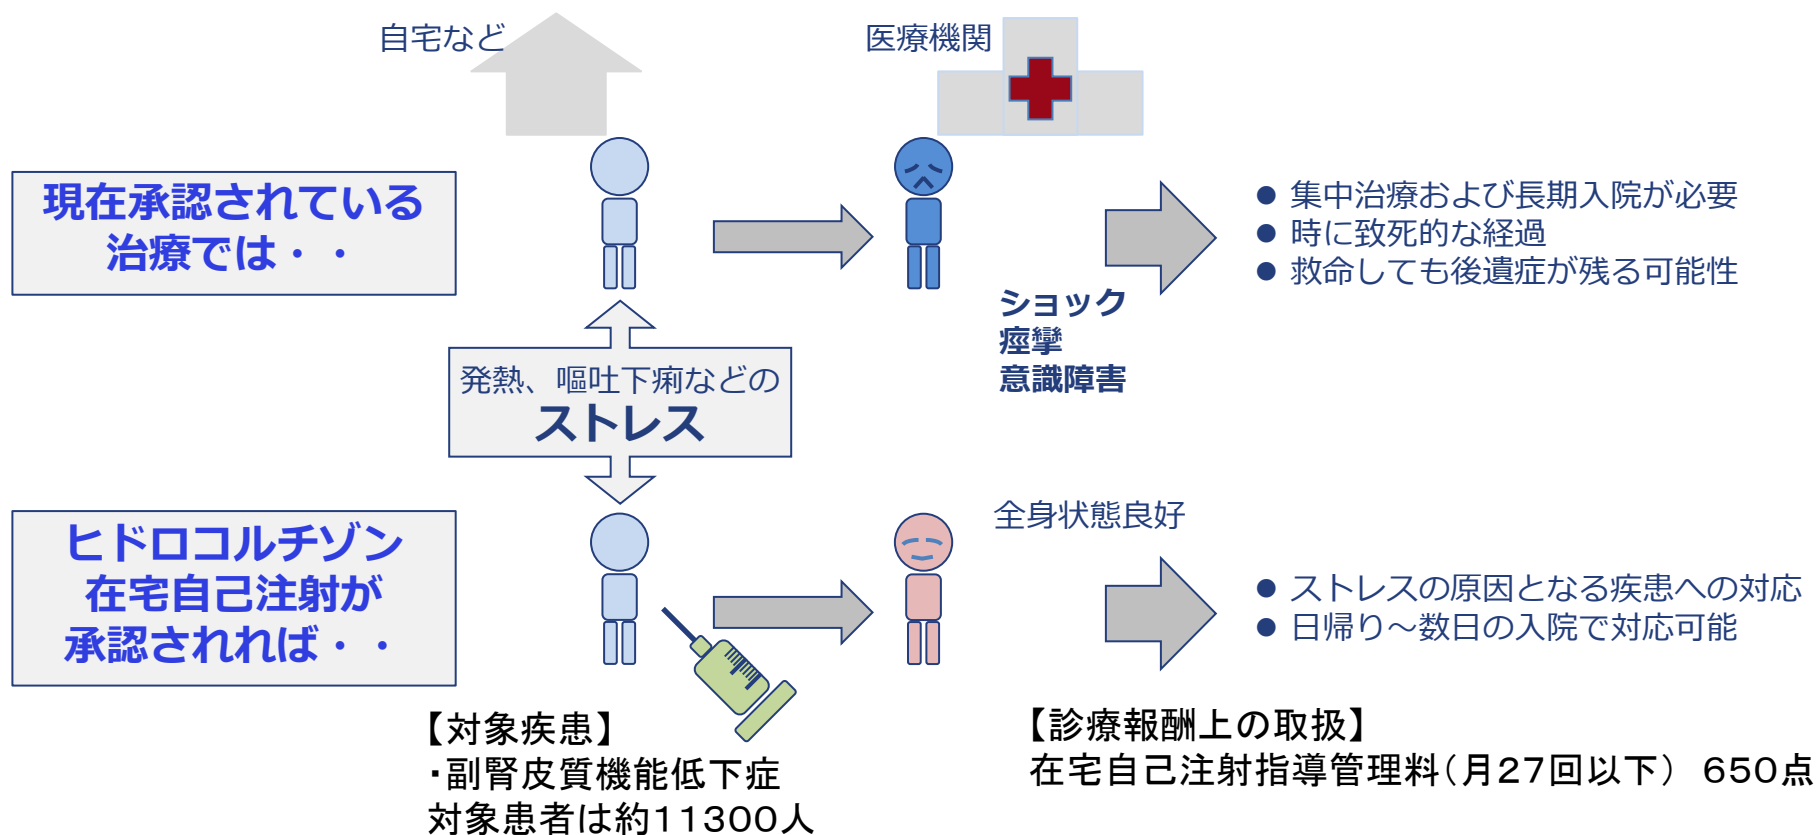 自宅など
医療機関
現在承認されている
治療では・・
● 集中治療および長期入院が必要
● 時に致死的な経過
● 救命しても後遺症が残る可能性
ショック
痙攣
意識障害
発熱、嘔吐下痢などの
ストレス
ヒドロコルチゾン
在宅自己注射が
承認されれば・・
全身状態良好
● ストレスの原因となる疾患への対応
● 日帰り～数日の入院で対応可能
【対象疾患】
・副腎皮質機能低下症
対象患者は約11300人
【診療報酬上の取扱】
在宅自己注射指導管理料（月27回以下） 650点